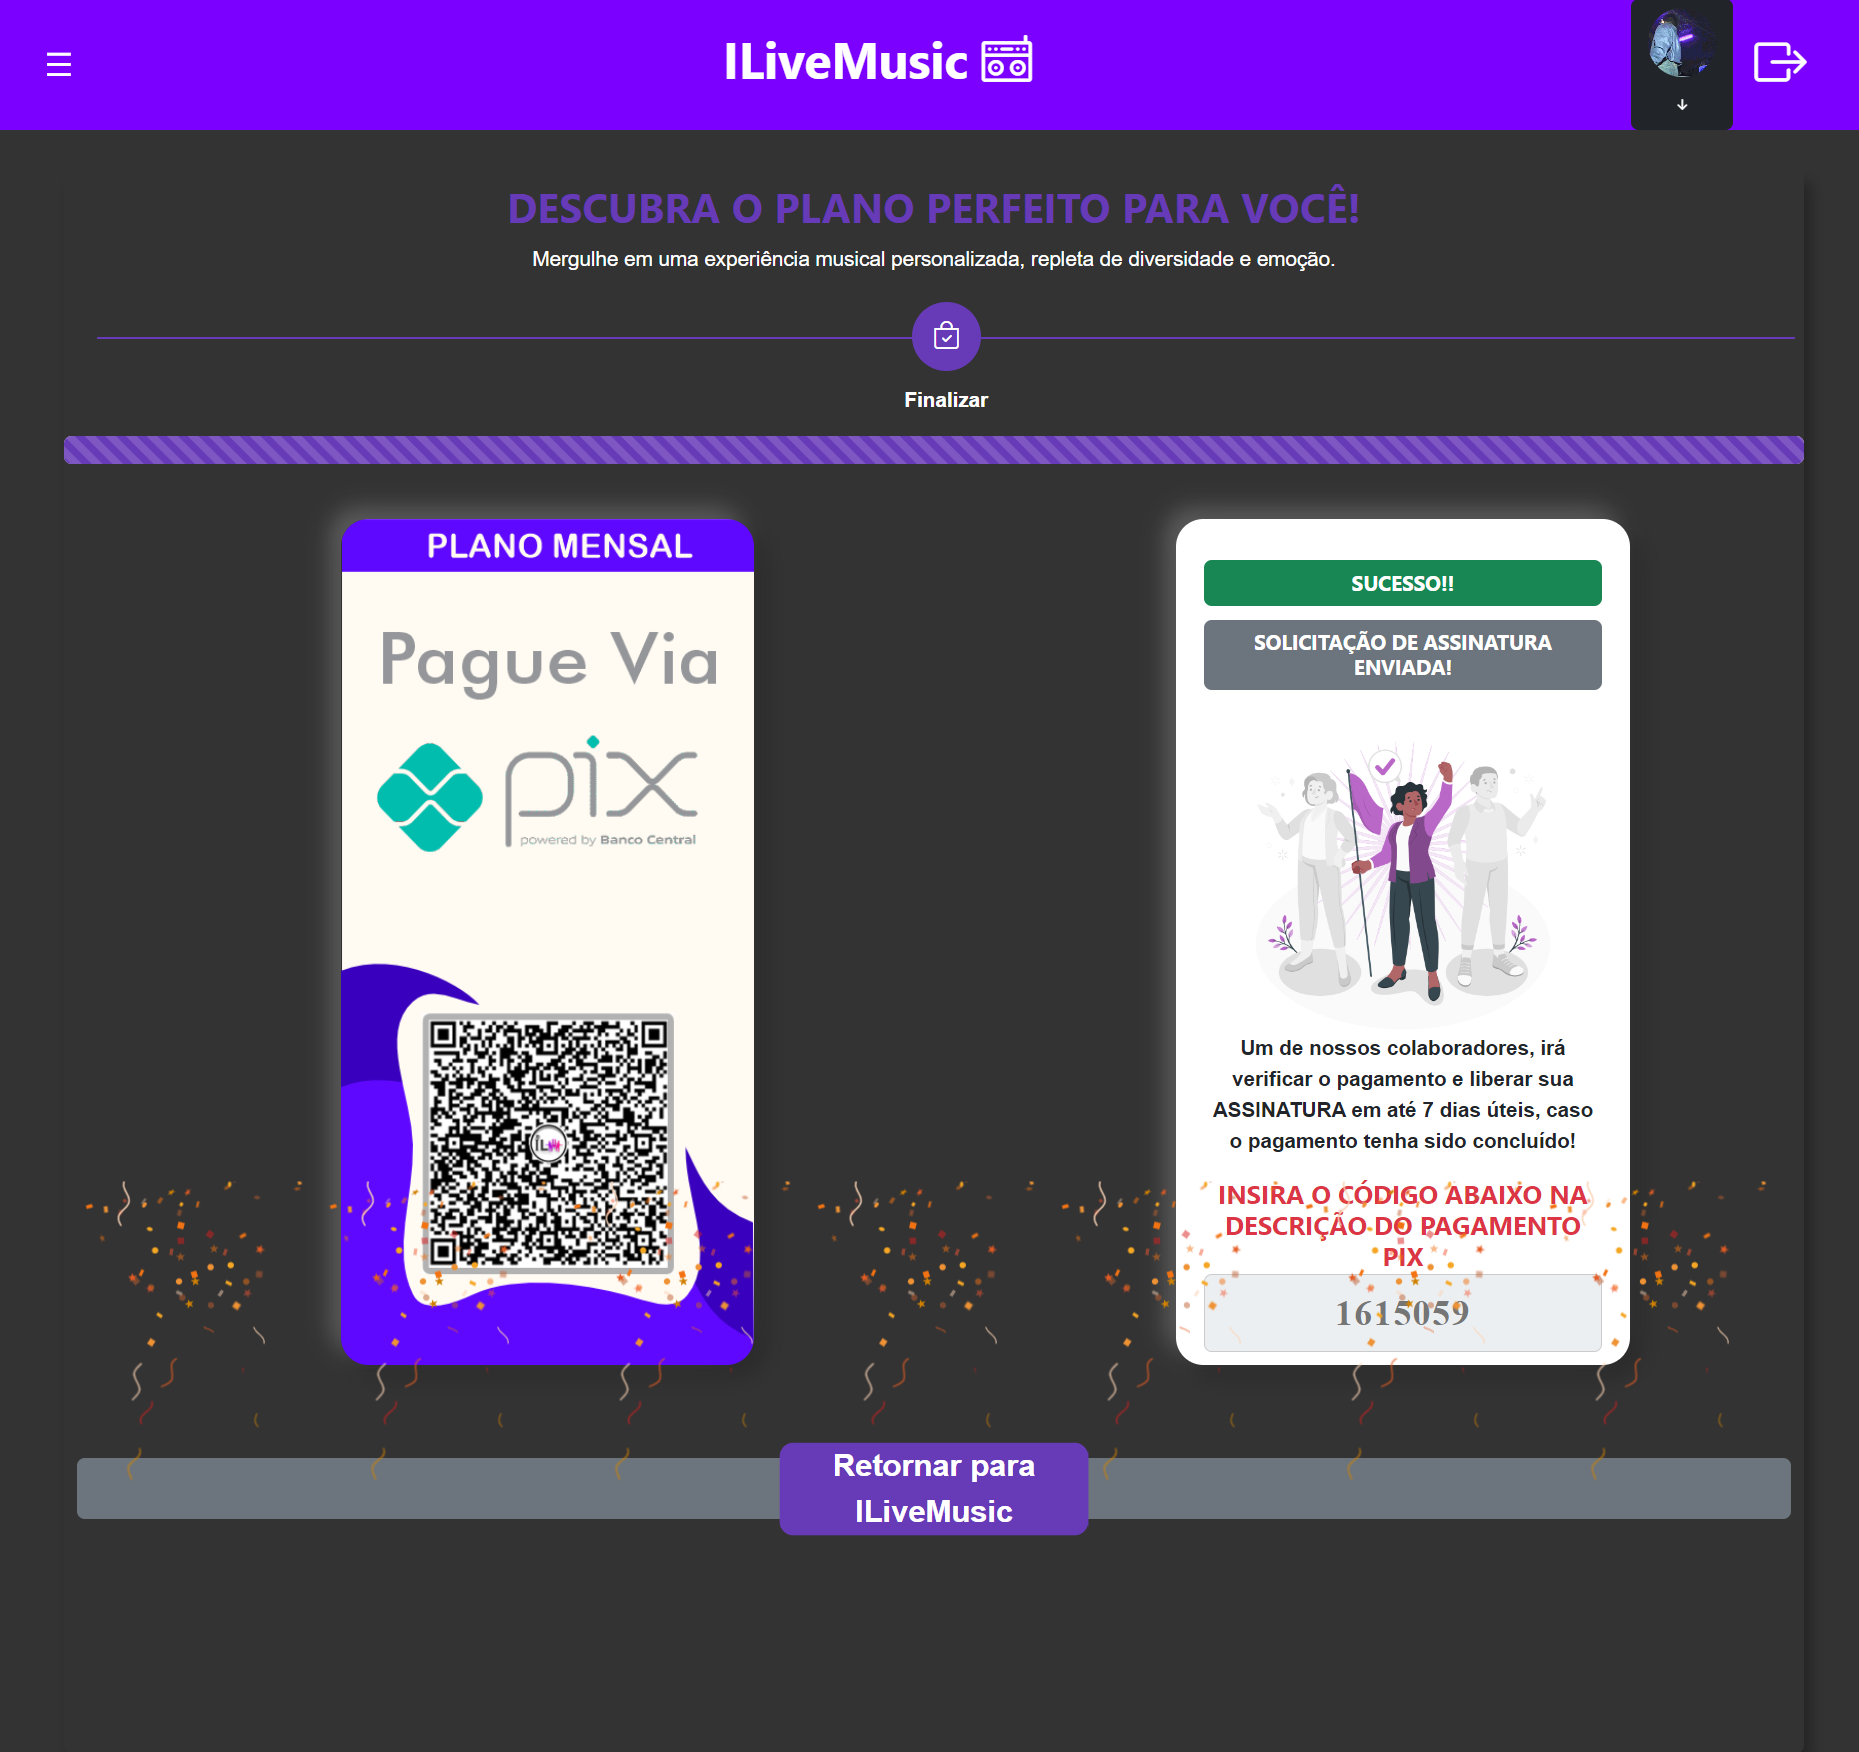 ILiveMusic
DESCUBRA O PLANO PERFEITO PARA VOCÊ!
Mergulhe em uma experiência musical personalizada, repleta de diversidade e emoção.
Finalizar
PLANO MENSAL
Pague Via
pix
powered by Banco Central
SUCESSO!!
SOLICITAÇÃO DE ASSINATURA
ENVIADA!
Um de nossos colaboradores, irá
verificar o pagamento e liberar sua
ASSINATURA em até 7 dias úteis, caso
o pagamento tenha sido concluído!
INSIRA O CÓDIGO ABAIXO NA
DESCRIÇÃO DO PAGAMENTO
PIX
1615059
Retornar para
ILiveMusic